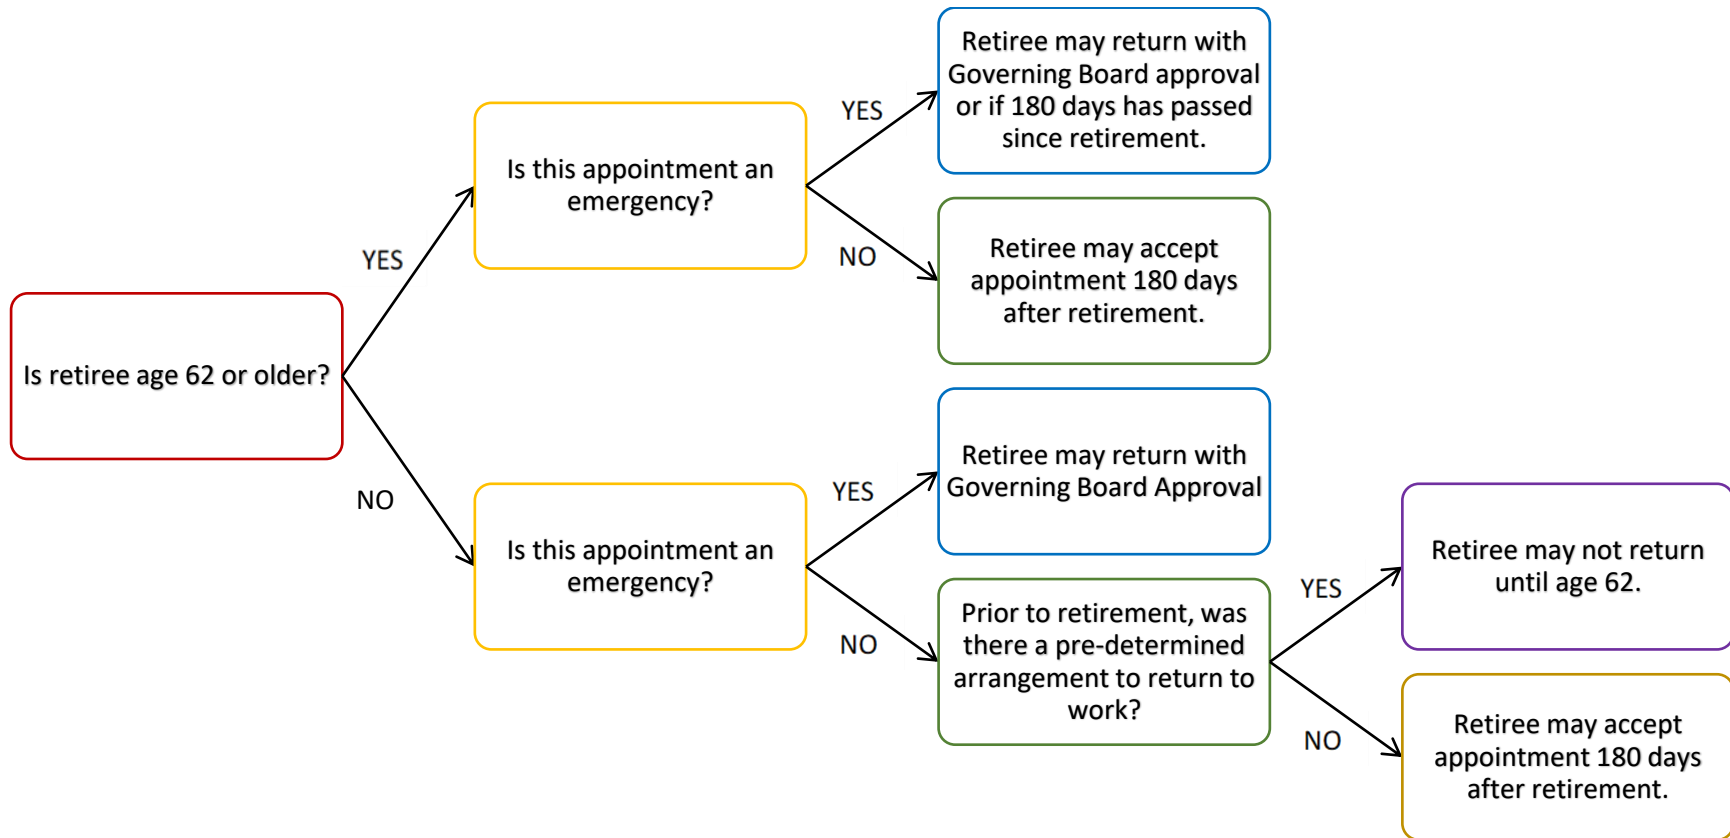 Is retiree age 62 or older?
YES
NO
Is this appointment an
emergency?
YES
NO
Retiree may return with
Governing Board approval
or if 180 days has passed
since retirement.
Retiree may accept
appointment 180 days
after retirement.
Is this appointment an
emergency?
YES
NO
Retiree may return with
Governing Board Approval
Prior to retirement, was
there a pre-determined
arrangement to return to
work?
YES
NO
Retiree may not return
until age 62.
Retiree may accept
appointment 180 days
after retirement.